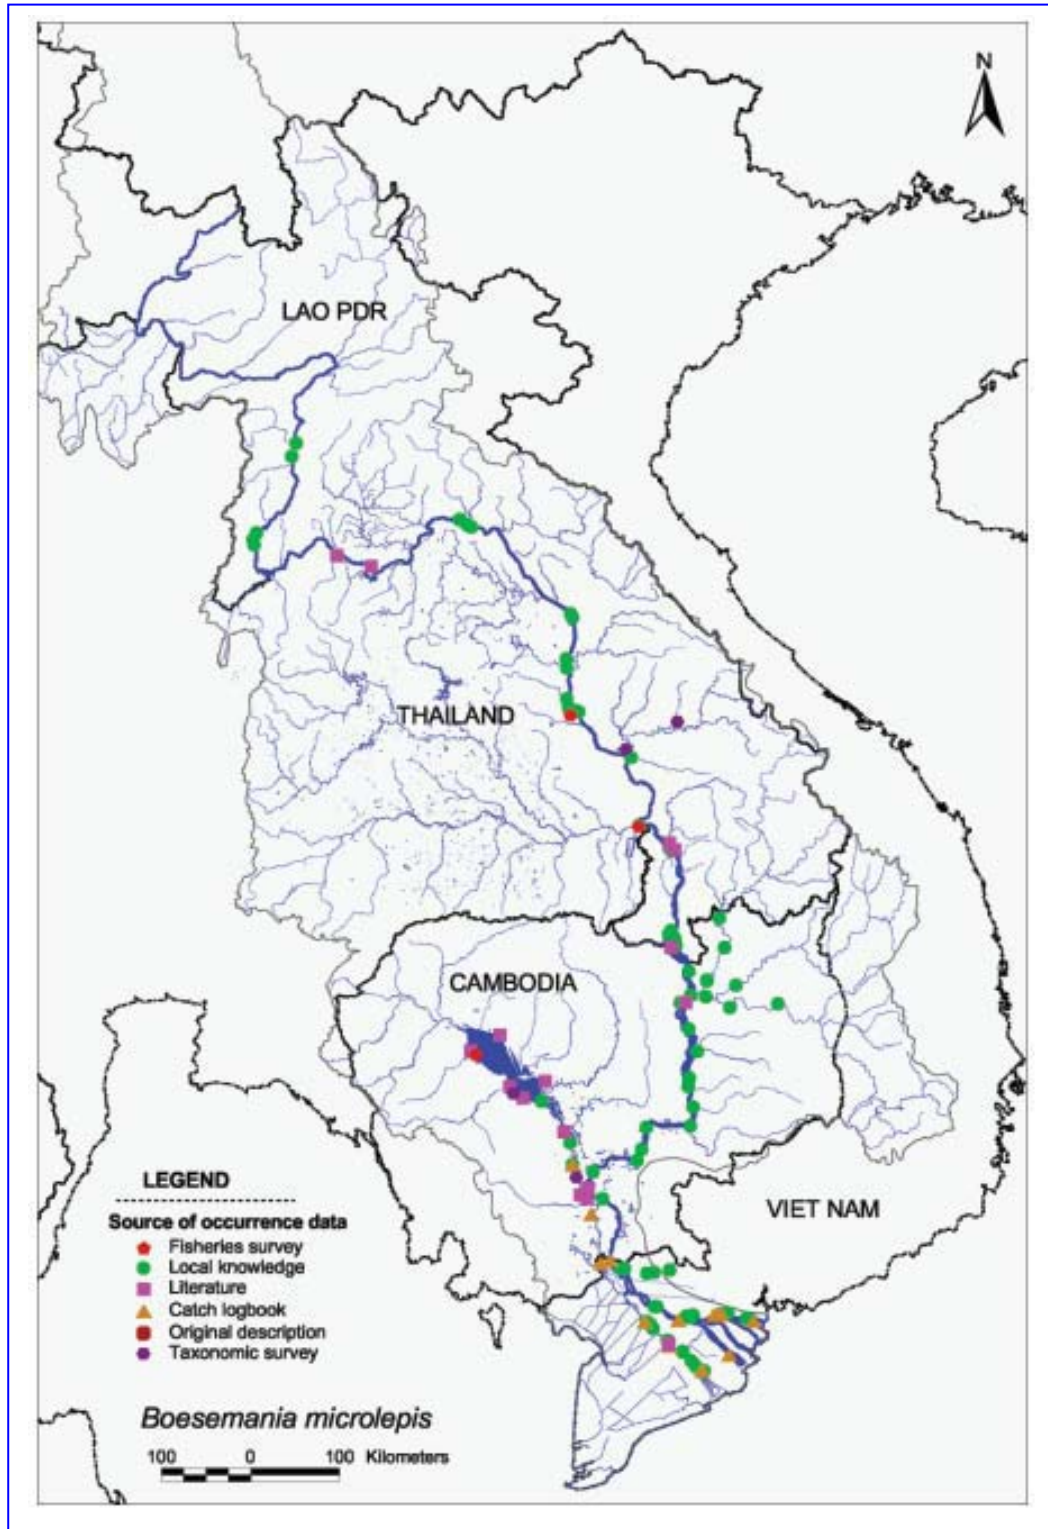 N
LAO PDR
THAILAND
CAMBODIA
VIET NAM
LEGEND
Source of occurrence data
Fisheries survey
Local knowledge
Literature
Catch logbook
Original description
Taxonomic survey
Boesemania microlepis
100 0 100 Kilometers